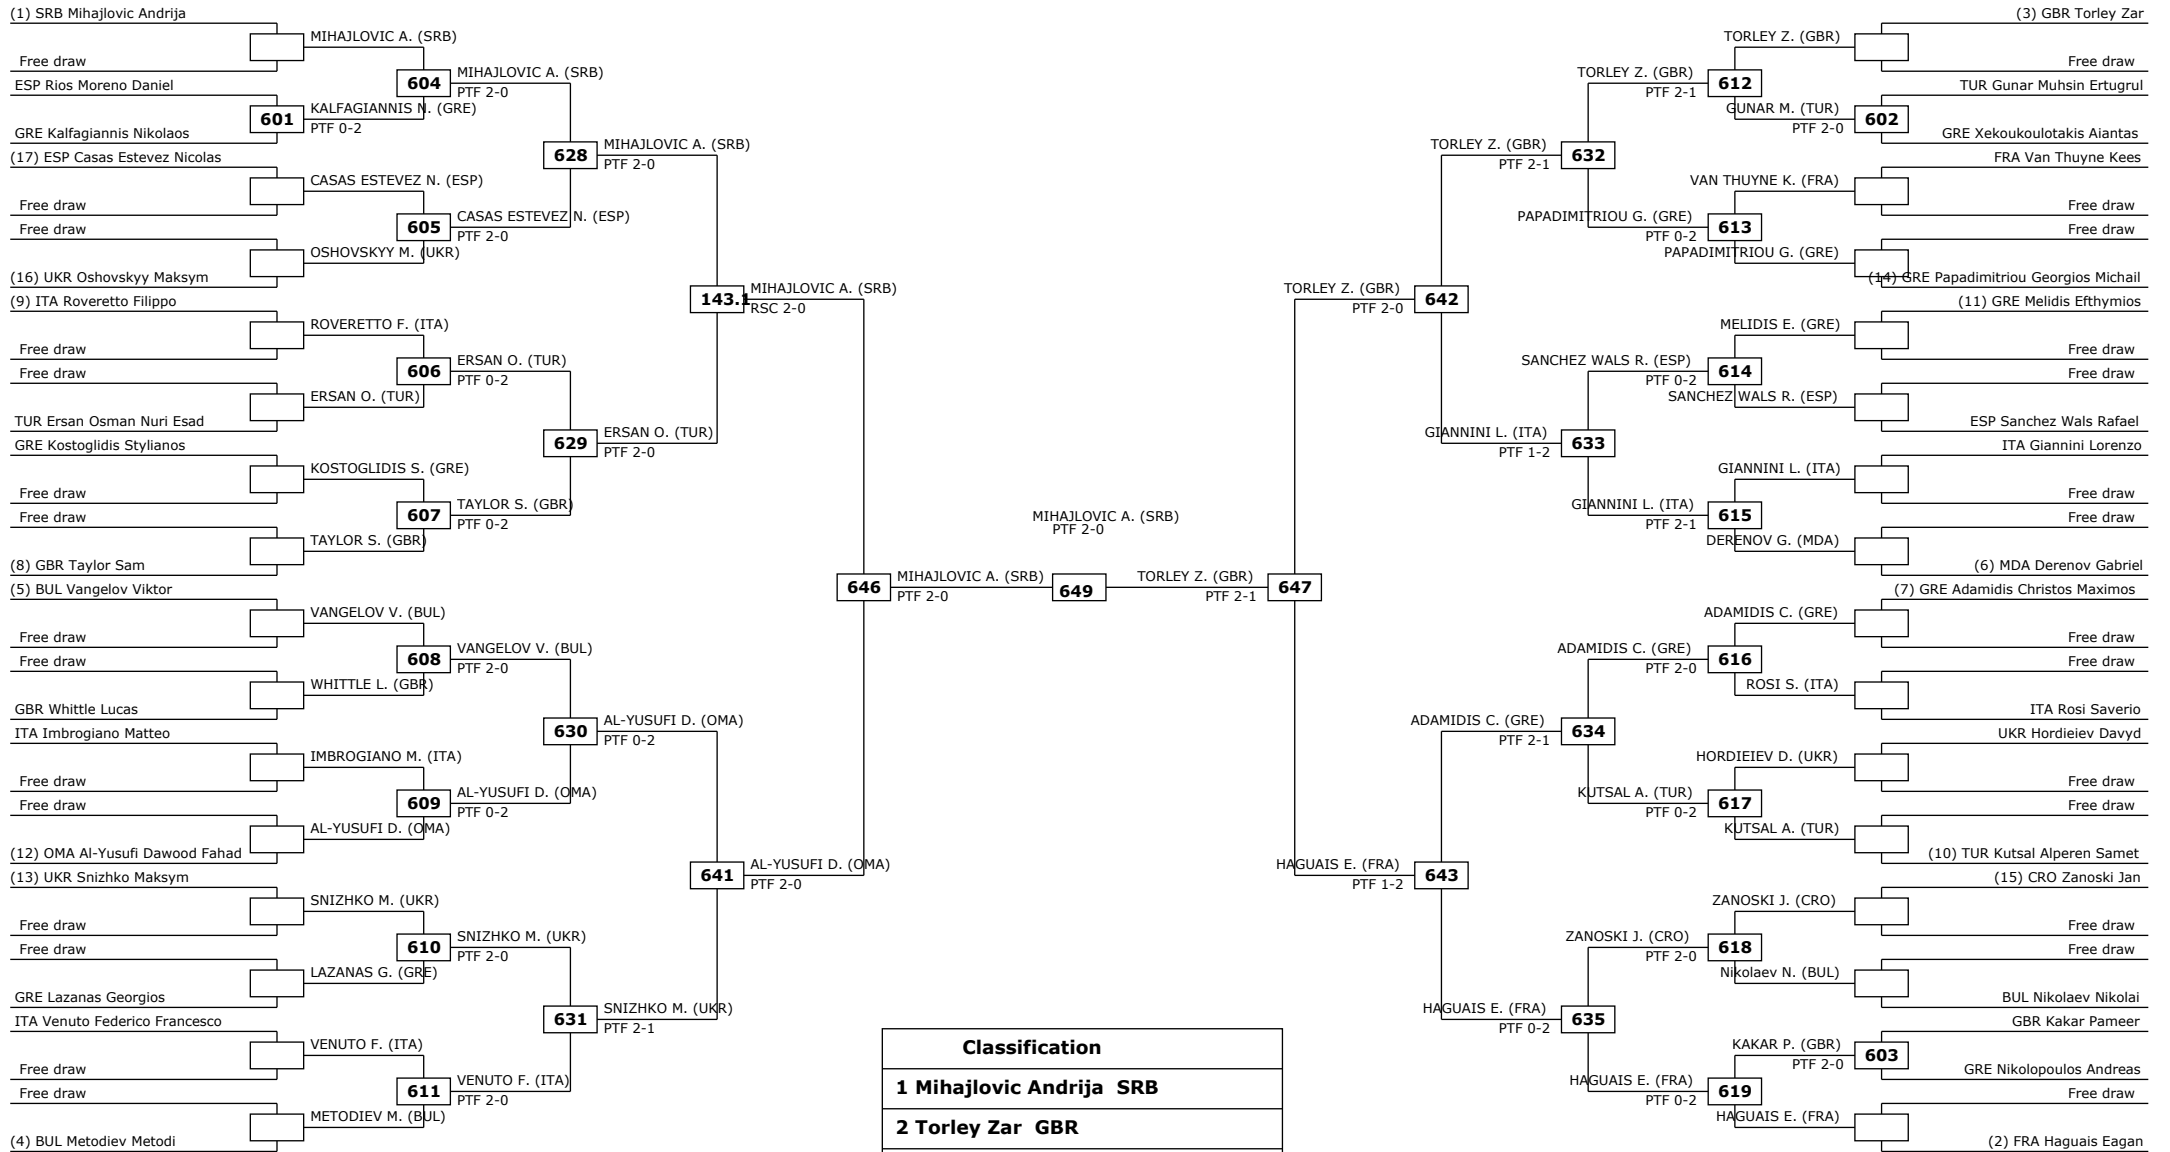 (1) SRB Mihajlovic Andrija
MIHAJLOVIC A. (SRB)
Free draw
604
MIHAJLOVIC A. (SRB)
PTF 2-0
ESP Rios Moreno Daniel
601
KALFAGIANNIS N. (GRE)
PTF 0-2
GRE Kalfagiannis Nikolaos
628
MIHAJLOVIC A. (SRB)
PTF 2-0
(17) ESP Casas Estevez Nicolas
CASAS ESTEVEZ N. (ESP)
Free draw
605
CASAS ESTEVEZ N. (ESP)
PTF 2-0
Free draw
OSHOVSKYY M. (UKR)
(16) UKR Oshovskyy Maksym
143.1
MIHAJLOVIC A. (SRB)
RSC 2-0
(9) ITA Roveretto Filippo
ROVERETTO F. (ITA)
Free draw
606
ERSAN O. (TUR)
PTF 0-2
Free draw
ERSAN O. (TUR)
TUR Ersan Osman Nuri Esad
629
ERSAN O. (TUR)
PTF 2-0
GRE Kostoglidis Stylianos
KOSTOGLIDIS S. (GRE)
Free draw
607
TAYLOR S. (GBR)
PTF 0-2
Free draw
TAYLOR S. (GBR)
(8) GBR Taylor Sam
646
MIHAJLOVIC A. (SRB)
PTF 2-0
(5) BUL Vangelov Viktor
VANGELOV V. (BUL)
Free draw
608
VANGELOV V. (BUL)
PTF 2-0
Free draw
WHITTLE L. (GBR)
GBR Whittle Lucas
630
AL-YUSUFI D. (OMA)
PTF 0-2
ITA Imbrogiano Matteo
IMBROGIANO M. (ITA)
Free draw
609
AL-YUSUFI D. (OMA)
PTF 0-2
Free draw
AL-YUSUFI D. (OMA)
(12) OMA Al-Yusufi Dawood Fahad
641
AL-YUSUFI D. (OMA)
PTF 2-0
(13) UKR Snizhko Maksym
SNIZHKO M. (UKR)
Free draw
610
SNIZHKO M. (UKR)
PTF 2-0
Free draw
LAZANAS G. (GRE)
GRE Lazanas Georgios
631
SNIZHKO M. (UKR)
PTF 2-1
ITA Venuto Federico Francesco
VENUTO F. (ITA)
Free draw
611
VENUTO F. (ITA)
PTF 2-0
Free draw
METODIEV M. (BUL)
(4) BUL Metodiev Metodi
MIHAJLOVIC A. (SRB)
PTF 2-0
649
Classification
1 Mihajlovic Andrija SRB
2 Torley Zar GBR
(3) GBR Torley Zar
TORLEY Z. (GBR)
Free draw
TORLEY Z. (GBR)
PTF 2-1
612
TUR Gunar Muhsin Ertugrul
GUNAR M. (TUR)
PTF 2-0
602
GRE Xekoukoulotakis Aiantas
TORLEY Z. (GBR)
PTF 2-1
632
FRA Van Thuyne Kees
VAN THUYNE K. (FRA)
Free draw
PAPADIMITRIOU G. (GRE)
PTF 0-2
613
Free draw
PAPADIMITRIOU G. (GRE)
(14) GRE Papadimitriou Georgios Michail
TORLEY Z. (GBR)
PTF 2-0
642
(11) GRE Melidis Efthymios
MELIDIS E. (GRE)
Free draw
SANCHEZ WALS R. (ESP)
PTF 0-2
614
Free draw
SANCHEZ WALS R. (ESP)
ESP Sanchez Wals Rafael
GIANNINI L. (ITA)
PTF 1-2
633
ITA Giannini Lorenzo
GIANNINI L. (ITA)
Free draw
GIANNINI L. (ITA)
PTF 2-1
615
Free draw
DERENOV G. (MDA)
(6) MDA Derenov Gabriel
TORLEY Z. (GBR)
PTF 2-1
647
(7) GRE Adamidis Christos Maximos
ADAMIDIS C. (GRE)
Free draw
ADAMIDIS C. (GRE)
PTF 2-0
616
Free draw
ROSI S. (ITA)
ITA Rosi Saverio
ADAMIDIS C. (GRE)
PTF 2-1
634
UKR Hordieiev Davyd
HORDIEIEV D. (UKR)
Free draw
KUTSAL A. (TUR)
PTF 0-2
617
Free draw
KUTSAL A. (TUR)
(10) TUR Kutsal Alperen Samet
HAGUAIS E. (FRA)
PTF 1-2
643
(15) CRO Zanoski Jan
ZANOSKI J. (CRO)
Free draw
ZANOSKI J. (CRO)
PTF 2-0
618
Free draw
Nikolaev N. (BUL)
BUL Nikolaev Nikolai
HAGUAIS E. (FRA)
PTF 0-2
635
GBR Kakar Pameer
KAKAR P. (GBR)
PTF 2-0
603
GRE Nikolopoulos Andreas
HAGUAIS E. (FRA)
PTF 0-2
619
Free draw
HAGUAIS E. (FRA)
(2) FRA Haguais Eagan